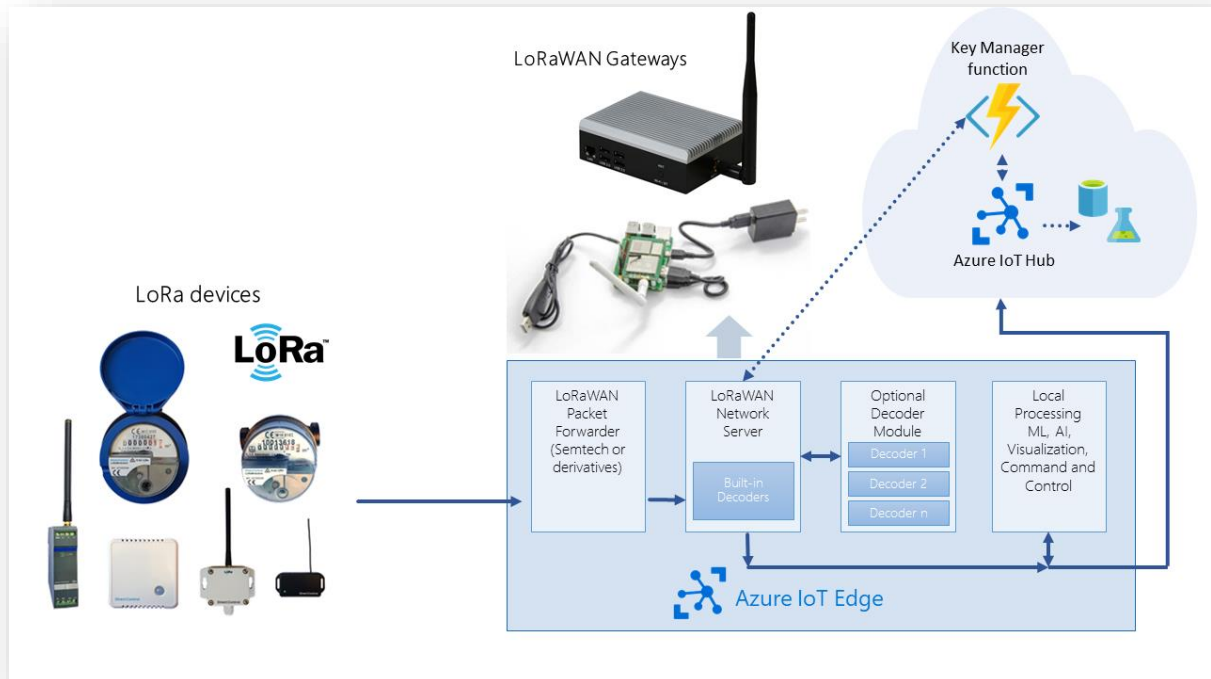 LoRaWAN Gateways
Key Manager
function
Azure IoT Hub
LoRa devices
LoRa™
LoRaWAN
Packet
Forwarder
(Semtech or
derivatives)
LoRaWAN
Network
Server
Built-in
Decoders
Optional
Decoder
Module
Decoder 1
Decoder 2
Decoder n
Local
Processing
ML, AI,
Visualization,
Command and
Control
Azure IoT Edge